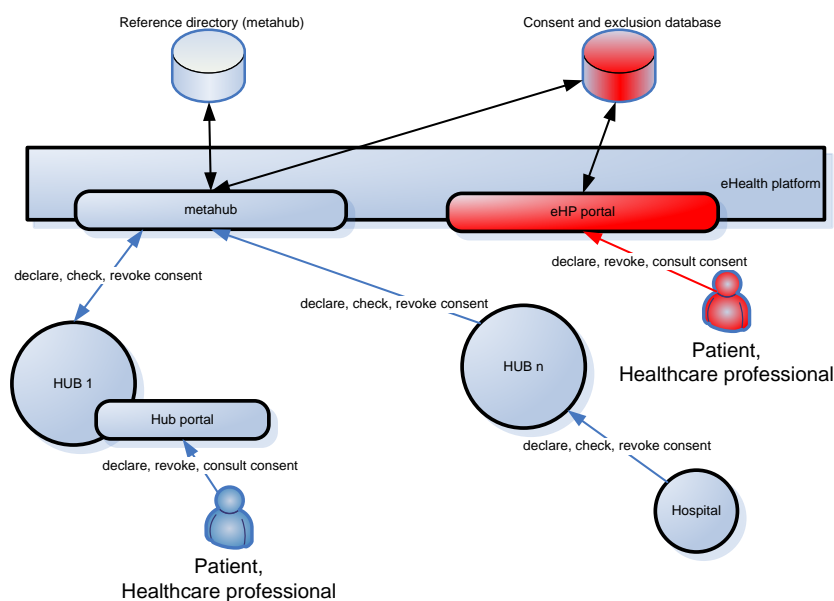 Reference directory (metahub)
Consent and exclusion database
eHealth platform
metahub
eHP portal
declare, check, revoke consent
declare, revoke, consult consent
declare, check, revoke consent
Patient,
Healthcare professional
HUB 1
HUB n
Hub portal
declare, check, revoke consent
declare, revoke, consult consent
Hospital
Patient,
Healthcare professional